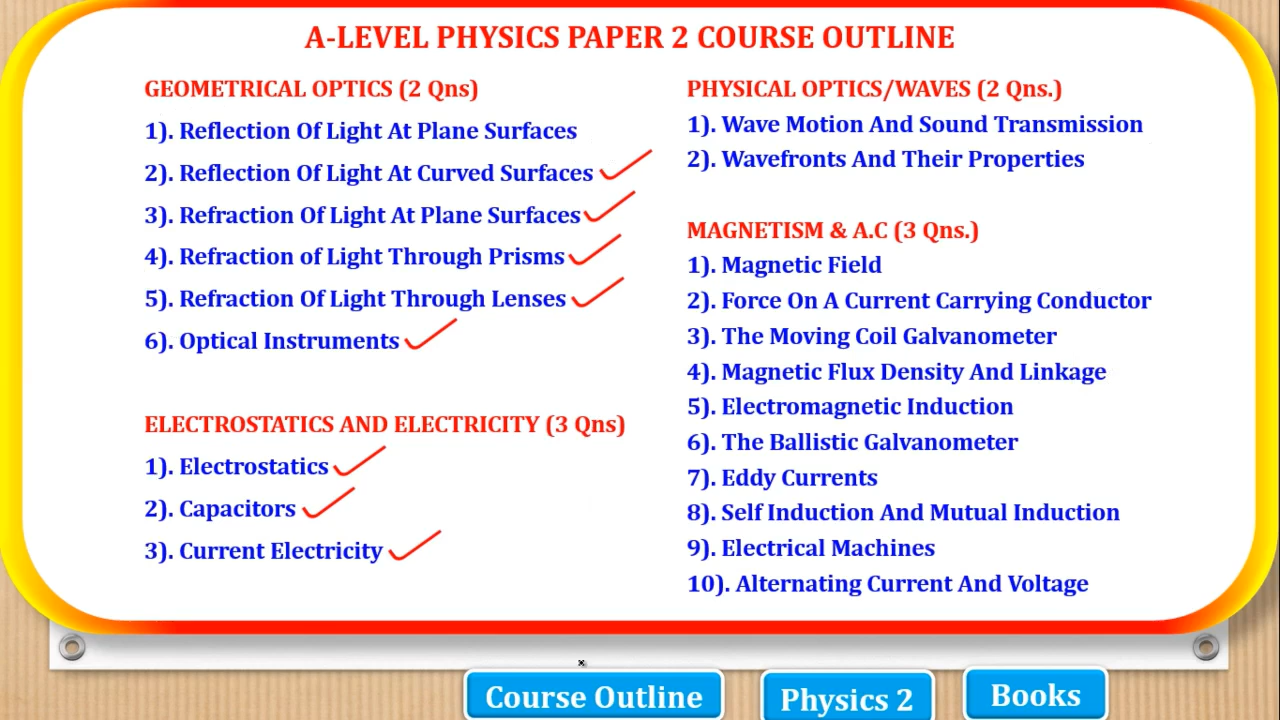 A-LEVEL PHYSICS PAPER 2 COURSE OUTLINE
GEOMETRICAL OPTICS (2 Qns)
1). Reflection Of Light At Plane Surfaces
2). Reflection Of Light At Curved Surfaces
3). Refraction Of Light At Plane Surfaces
4). Refraction of Light Through Prisms
5). Refraction Of Light Through Lenses
6). Optical Instruments
ELECTROSTATICS AND ELECTRICITY (3 Qns)
1). Electrostatics
2). Capacitors
3). Current Electricity
PHYSICAL OPTICS/WAVES (2 Qns.)
1). Wave Motion And Sound Transmission
2). Wavefronts And Their Properties
MAGNETISM & A.C (3 Qns.)
1). Magnetic Field
2). Force On A Current Carrying Conductor
3). The Moving Coil Galvanometer
4). Magnetic Flux Density And Linkage
5). Electromagnetic Induction
6). The Ballistic Galvanometer
7). Eddy Currents
8). Self Induction And Mutual Induction
9). Electrical Machines
10). Alternating Current And Voltage
Course Outline
Physics 2
Books